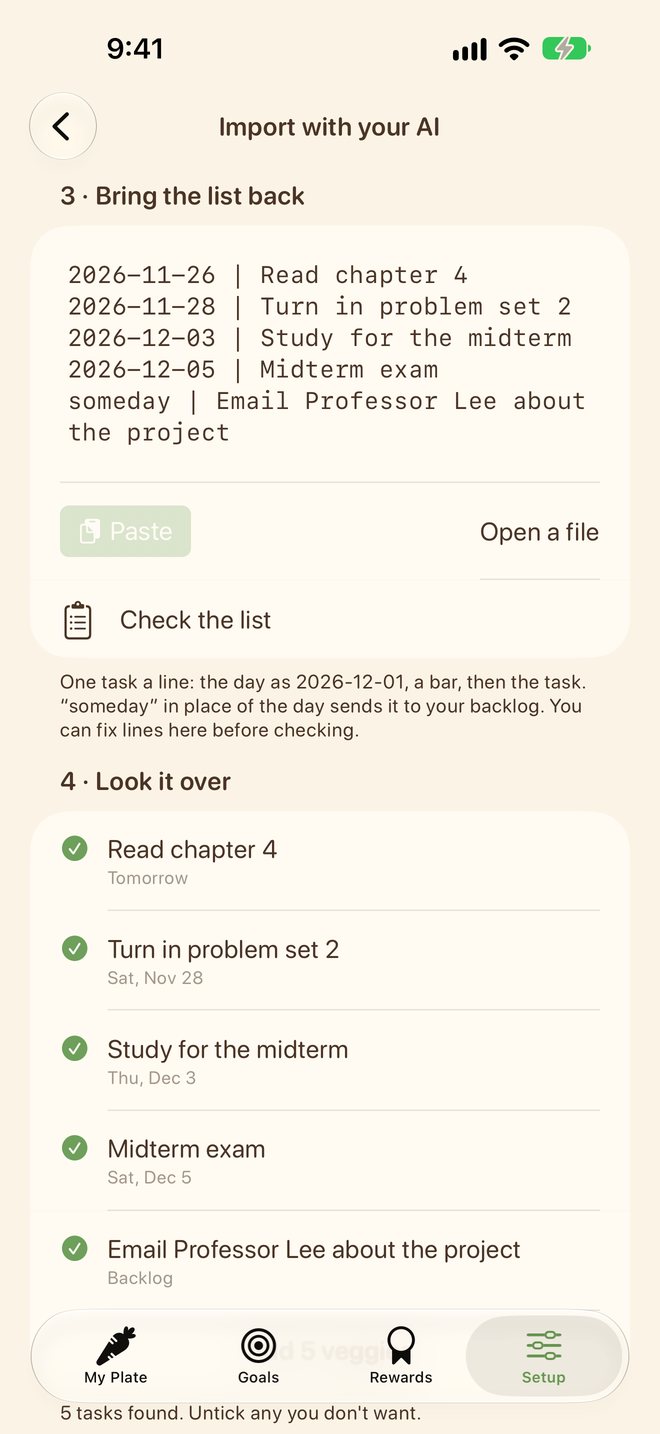 9:41
Import with your AI
3 · Bring the list back
2026-11-26 | Read chapter 4
2026-11-28 | Turn in problem set 2
2026-12-03 | Study for the midterm
2026-12-05 | Midterm exam
someday | Email Professor Lee about
the project
Paste
Open a file
Check the list
One task a line: the day as 2026-12-01, a bar, then the task.
“someday” in place of the day sends it to your backlog. You
can fix lines here before checking.
4 · Look it over
Read chapter 4
Tomorrow
Turn in problem set 2
Sat, Nov 28
Study for the midterm
Thu, Dec 3
Midterm exam
Sat, Dec 5
Email Professor Lee about the project
Backlog
5
My Plate
Goals
Rewards
Setup
5 tasks found. Untick any you don't want.